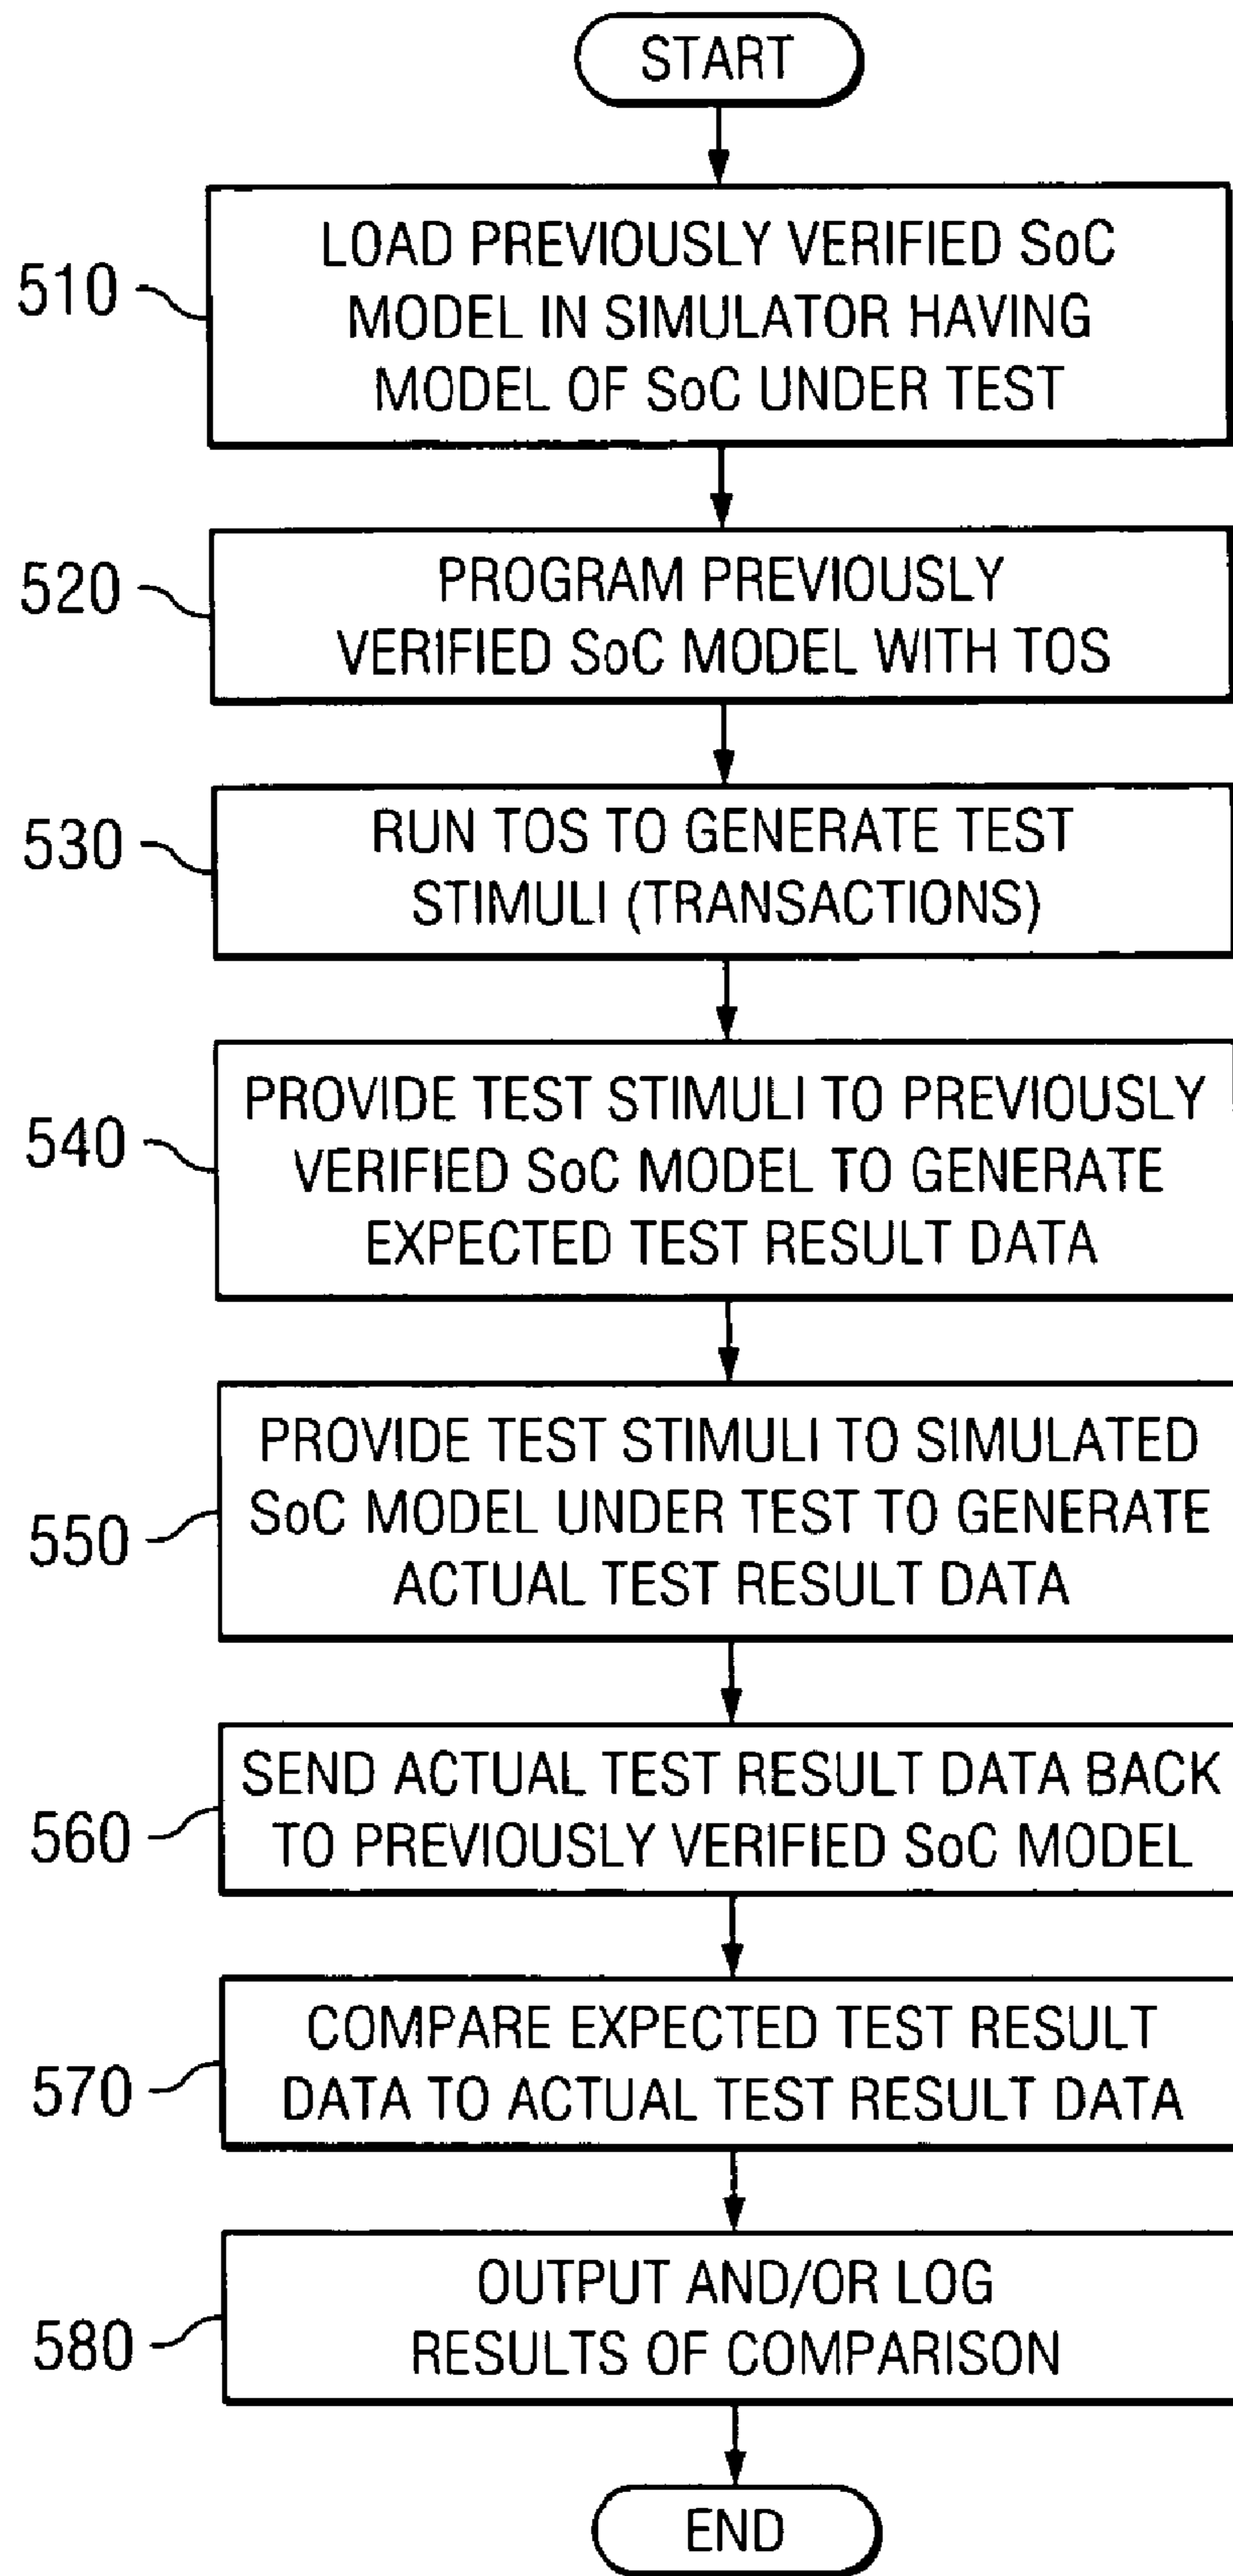 START
510
LOAD PREVIOUSLY VERIFIED SoC
MODEL IN SIMULATOR HAVING
MODEL OF SoC UNDER TEST
520
PROGRAM PREVIOUSLY
VERIFIED SoC MODEL WITH TOS
530
RUN TOS TO GENERATE TEST
STIMULI (TRANSACTIONS)
540
PROVIDE TEST STIMULI TO PREVIOUSLY
VERIFIED SoC MODEL TO GENERATE
EXPECTED TEST RESULT DATA
550
PROVIDE TEST STIMULI TO SIMULATED
SoC MODEL UNDER TEST TO GENERATE
ACTUAL TEST RESULT DATA
560
SEND ACTUAL TEST RESULT DATA BACK
TO PREVIOUSLY VERIFIED SoC MODEL
570
COMPARE EXPECTED TEST RESULT
DATA TO ACTUAL TEST RESULT DATA
580
OUTPUT AND/OR LOG
RESULTS OF COMPARISON
END